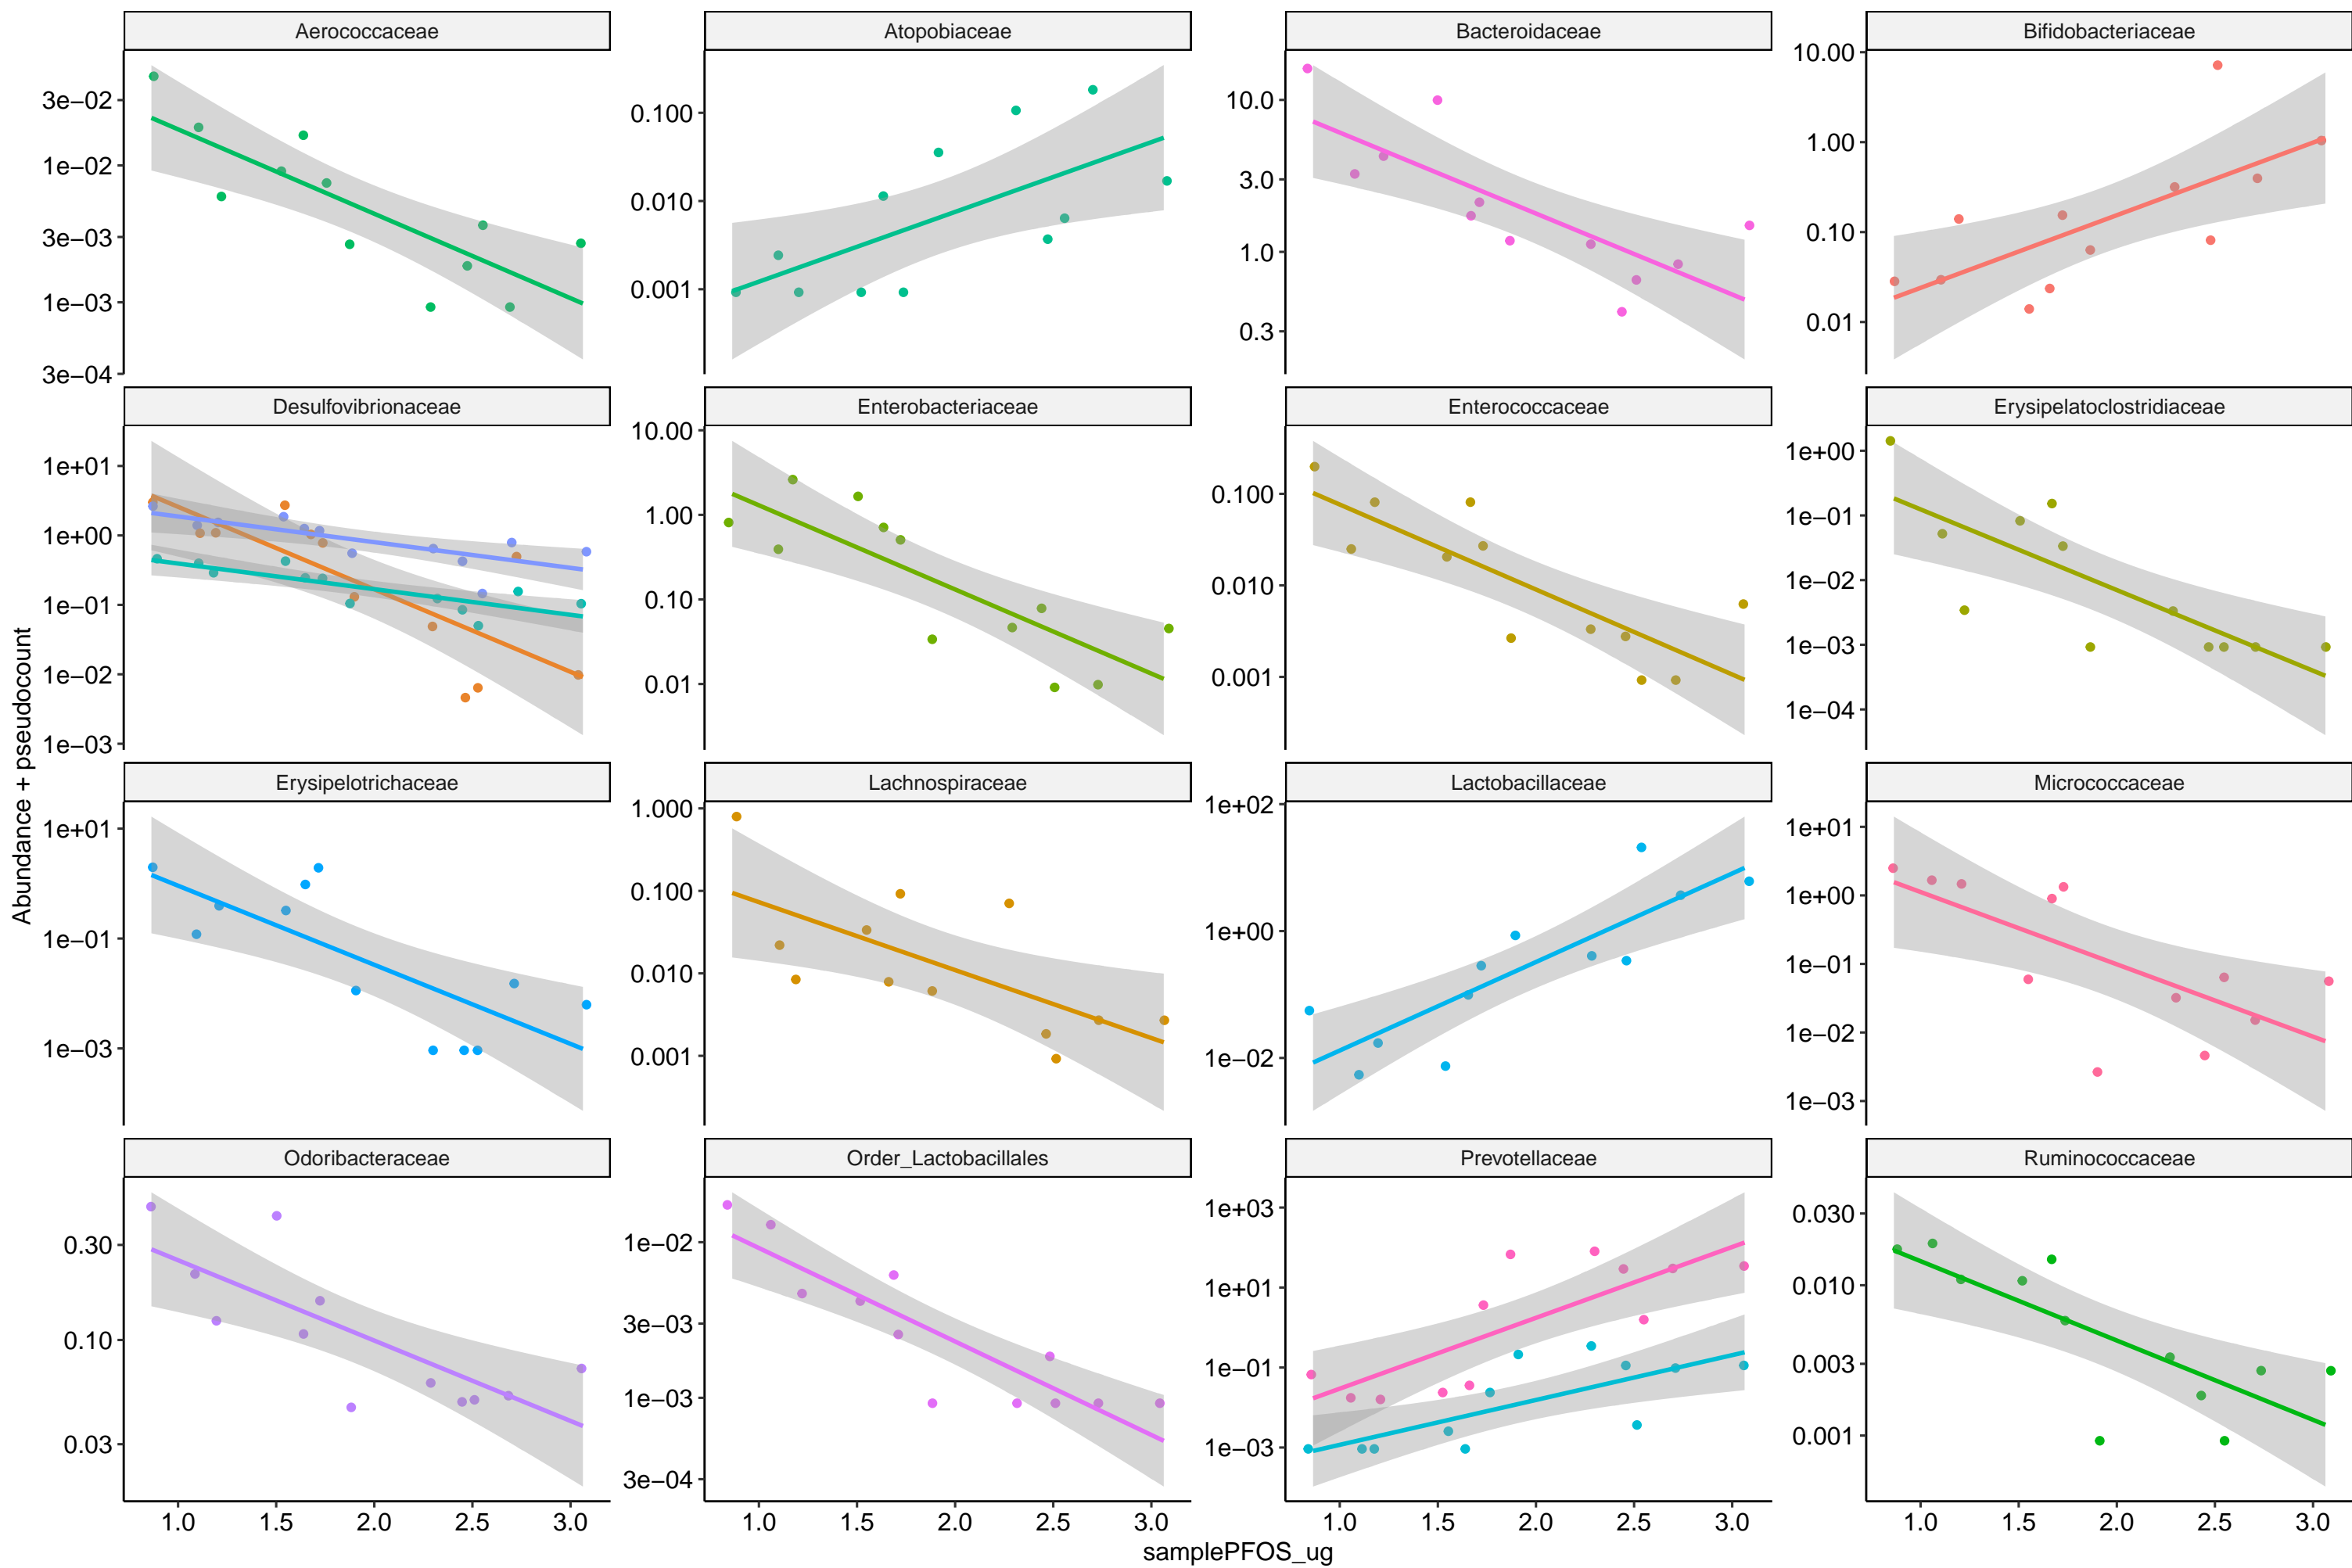 Aerococcaceae
Atopobiaceae
Bacteroidaceae
Bifidobacteriaceae
3e−02
1e−02
3e−03
1e−03
3e−04
0.100
0.010
0.001
10.0
3.0
1.0
0.3
10.00
1.00
0.10
0.01
Desulfovibrionaceae
Enterobacteriaceae
Enterococcaceae
Erysipelatoclostridiaceae
1e+01
1e+00
1e−01
1e−02
1e−03
10.00
1.00
0.10
0.01
0.100
0.010
0.001
1e+00
1e−01
1e−02
1e−03
1e−04
Erysipelotrichaceae
Lachnospiraceae
Lactobacillaceae
Micrococcaceae
1e+01
1e−01
1e−03
1.000
0.100
0.010
0.001
1e+02
1e+00
1e−02
1e+01
1e+00
1e−01
1e−02
1e−03
Odoribacteraceae
Order_Lactobacillales
Prevotellaceae
Ruminococcaceae
0.30
0.10
0.03
1e−02
3e−03
1e−03
3e−04
1e+03
1e+01
1e−01
1e−03
0.030
0.010
0.003
0.001
1.0 1.5 2.0 2.5 3.0
1.0 1.5 2.0 2.5 3.0
1.0 1.5 2.0 2.5 3.0
1.0 1.5 2.0 2.5 3.0
samplePFOS_ug
Abundance + pseudocount